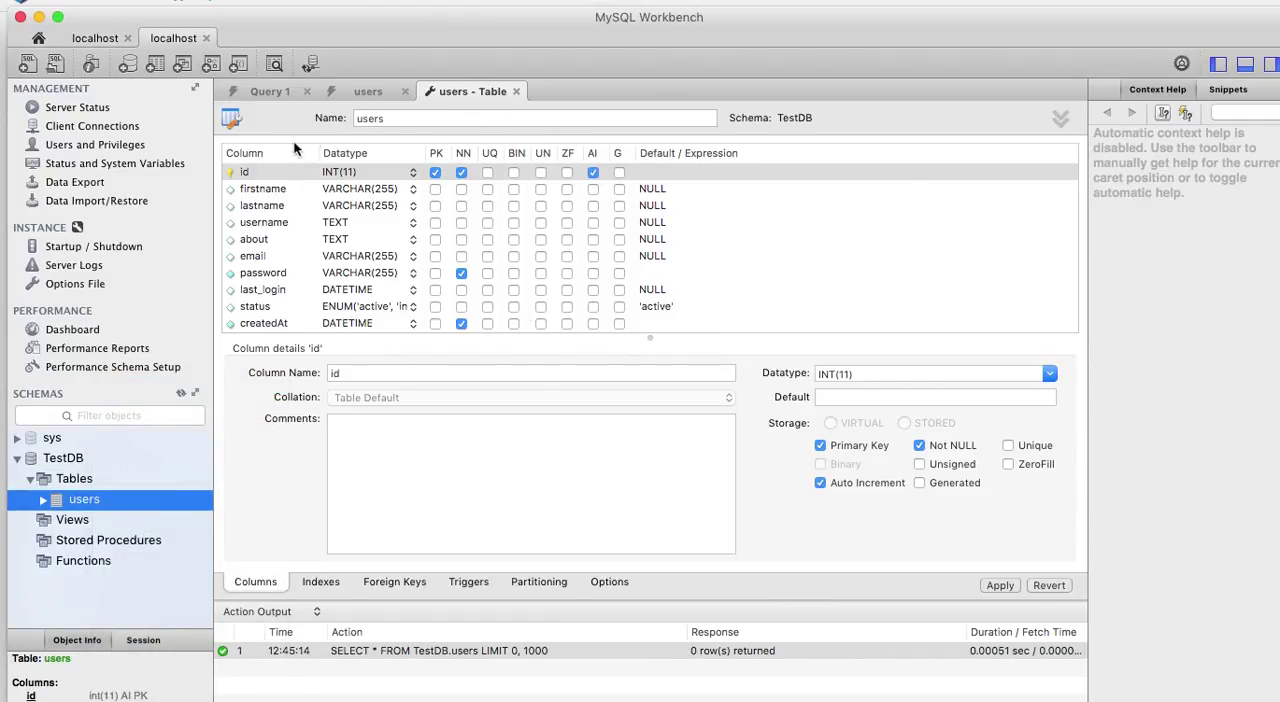 MySQL Workbench
localhost
localhost
MANAGEMENT
Server Status
Client Connections
Users and Privileges
Status and System Variables
Data Export
Data Import/Restore
INSTANCE
Startup / Shutdown
Server Logs
Options File
PERFORMANCE
Dashboard
Performance Reports
Performance Schema Setup
SCHEMAS
Filter objects
sys
TestDB
Tables
users
Views
Stored Procedures
Functions
Object Info Session
Table: users
Columns:
id int(11) AI PK
Query 1 users users - Table
Name: users Schema: TestDB
Column Datatype PK NN UQ BIN UN ZF AI G Default / Expression
id INT(11)
firstname VARCHAR(255) NULL
lastname VARCHAR(255) NULL
username TEXT NULL
about TEXT NULL
email VARCHAR(255) NULL
password VARCHAR(255)
last_login DATETIME NULL
status ENUM('active', 'in 'active'
createdAt DATETIME
Column details 'id'
Column Name: id Datatype: INT(11)
Collation: Table Default Default
Comments: Storage: VIRTUAL STORED
Primary Key Not NULL Unique
Binary Unsigned ZeroFill
Auto Increment Generated
Columns Indexes Foreign Keys Triggers Partitioning Options Apply Revert
Action Output
Time Action Response Duration / Fetch Time
1 12:45:14 SELECT * FROM TestDB.users LIMIT 0, 1000 0 row(s) returned 0.00051 sec / 0.0000...
Context Help Snippets
Automatic context help is
disabled. Use the toolbar to
manually get help for the curren
caret position or to toggle
automatic help.